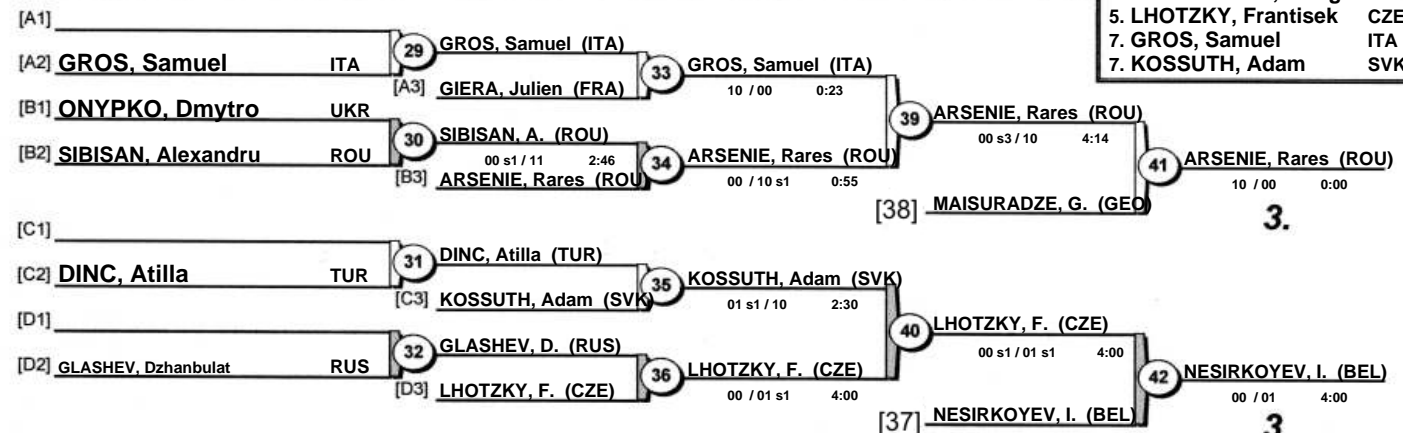 5. LHOTZKY, Frantisek CZE
7. GROS, Samuel ITA
7. KOSSUTH, Adam SVK
[A1]
[A2] GROS, Samuel ITA
29
GROS, Samuel (ITA)
[A3] GIERA, Julien (FRA)
33
GROS, Samuel (ITA)
10 / 00 0:23
[B1] ONYPKO, Dmytro UKR
[B2] SIBISAN, Alexandru ROU
30
SIBISAN, A. (ROU)
00 s1 / 11 2:46
[B3] ARSENIE, Rares (ROU)
34
ARSENIE, Rares (ROU)
00 / 10 s1 0:55
39
ARSENIE, Rares (ROU)
00 s3 / 10 4:14
[38] MAISURADZE, G. (GEO)
41
ARSENIE, Rares (ROU)
10 / 00 0:00
3.
[C1]
[C2] DINC, Atilla TUR
31
DINC, Atilla (TUR)
[C3] KOSSUTH, Adam (SVK)
35
KOSSUTH, Adam (SVK)
01 s1 / 10 2:30
[D1]
[D2] GLASHEV, Dzhanbulat RUS
32
GLASHEV, D. (RUS)
[D3] LHOTZKY, F. (CZE)
36
LHOTZKY, F. (CZE)
00 / 01 s1 4:00
40
LHOTZKY, F. (CZE)
00 s1 / 01 s1 4:00
[37] NESIRKOYEV, I. (BEL)
42
NESIRKOYEV, I. (BEL)
00 / 01 4:00
3